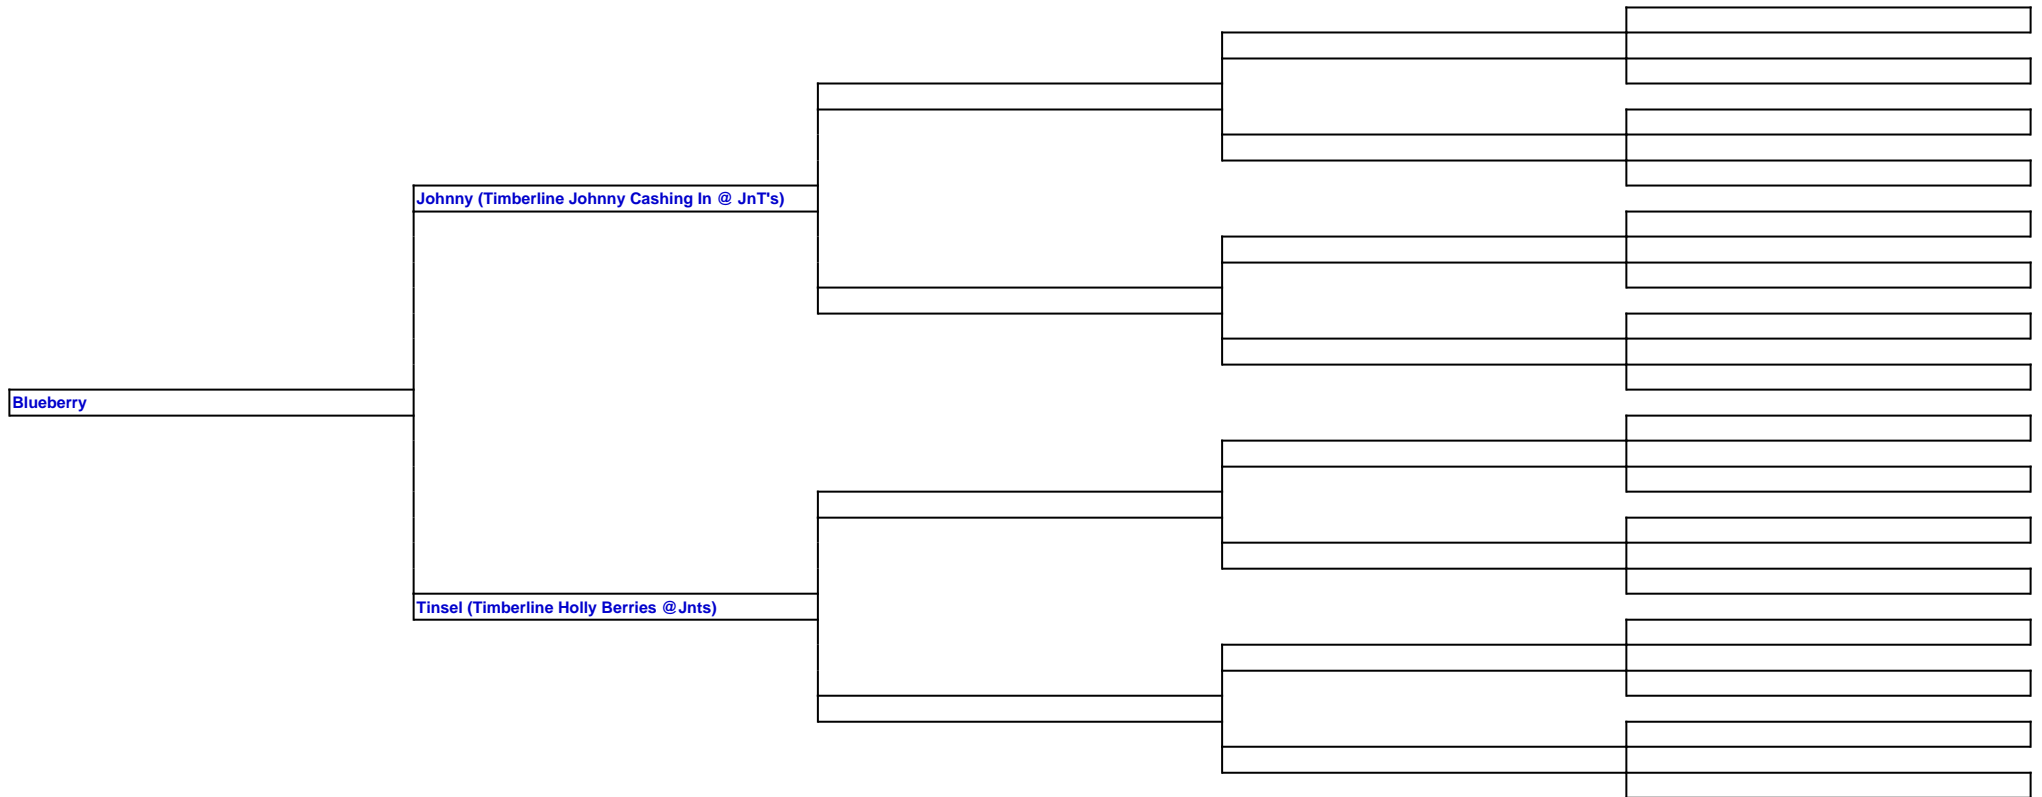 Johnny (Timberline Johnny Cashing In @ JnT's)
Blueberry
Tinsel (Timberline Holly Berries @Jnts)